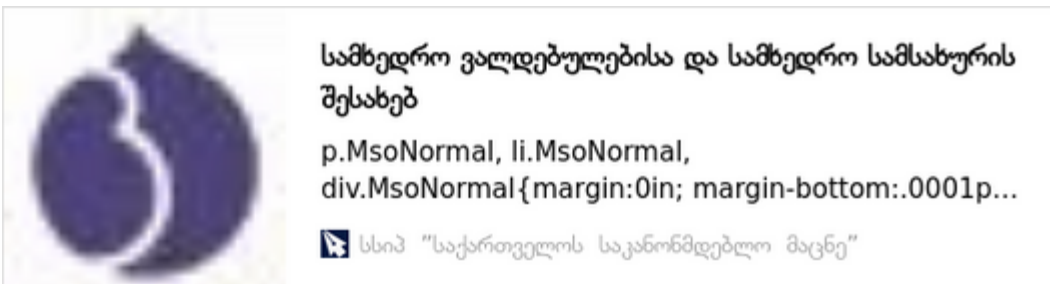 სამხედრო ვალდებულებისა და სამხედრო სამსახურის
შესახებ
p.MsoNormal, li.MsoNormal,
div.MsoNormal{margin:0in; margin-bottom:.0001p...
სსიპ "საქართველოს საკანონმდებლო მაცნე"